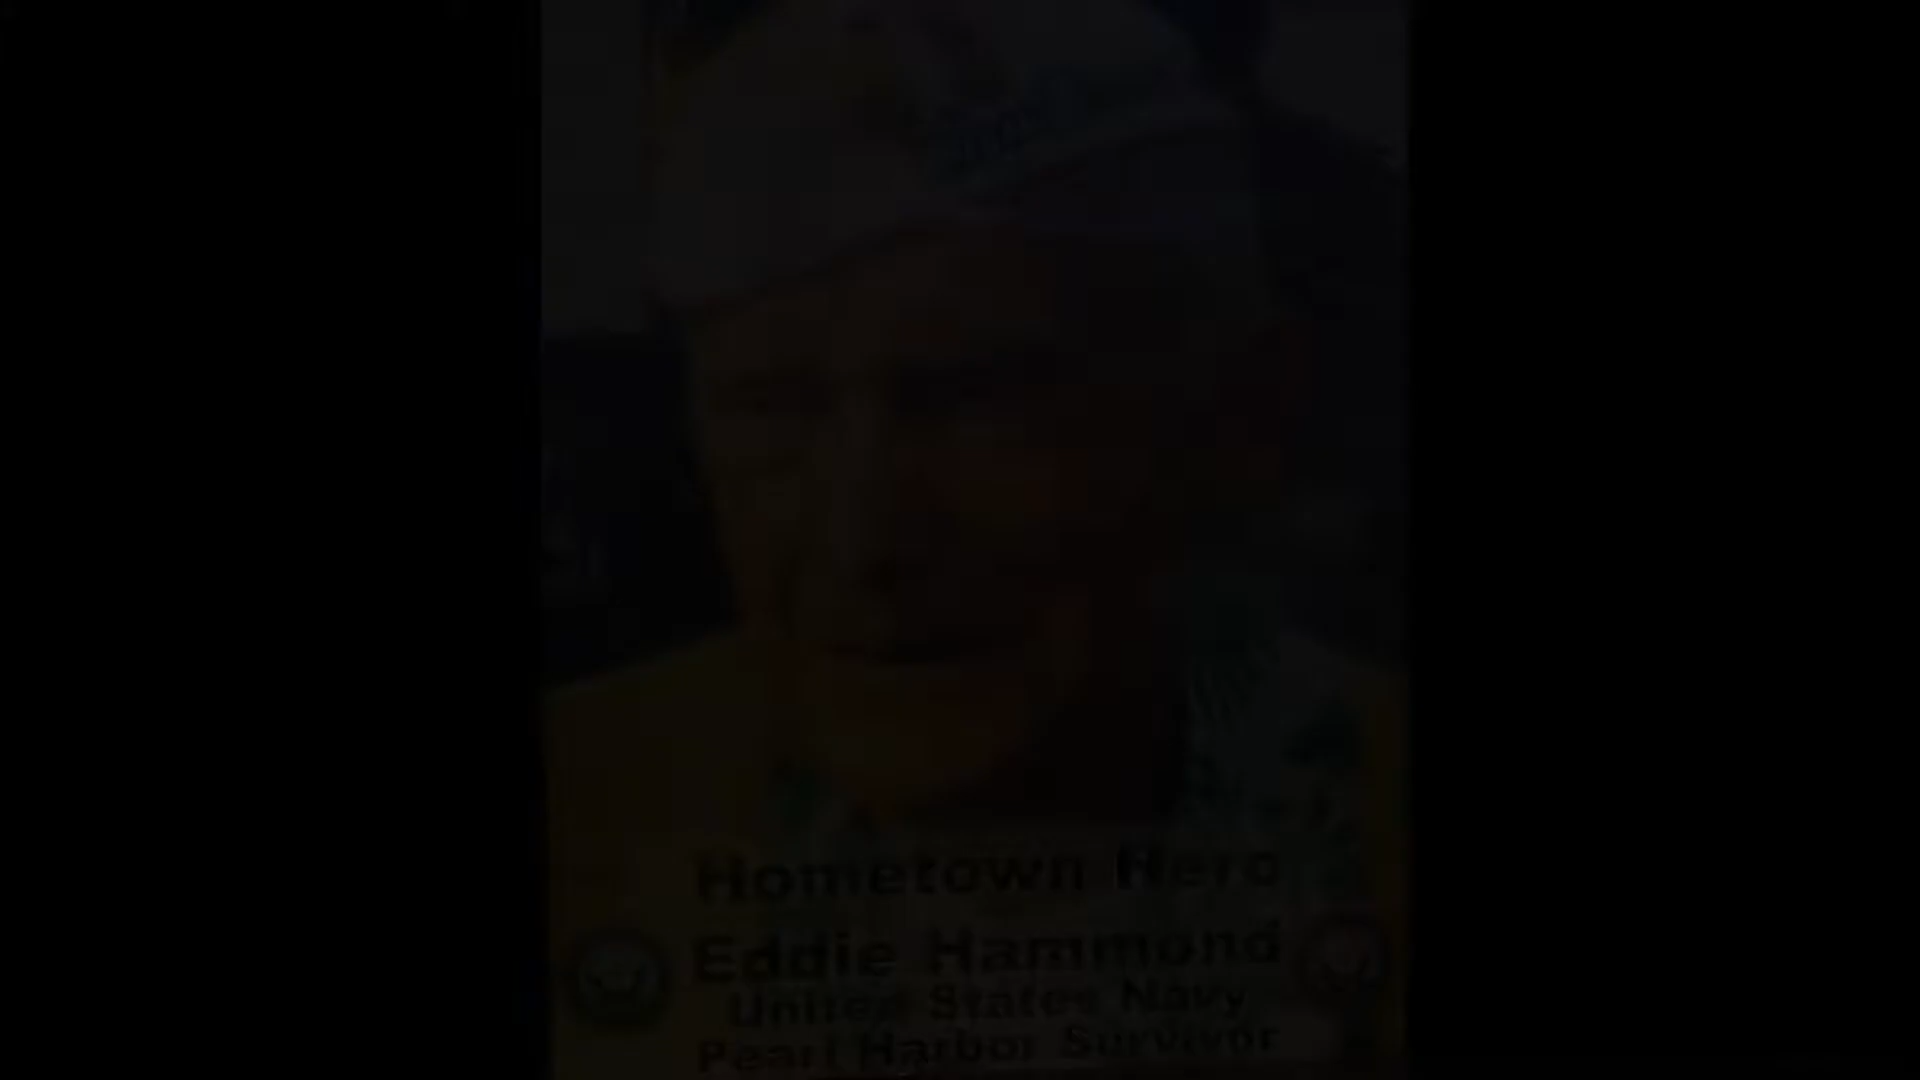 Hometown Hero
Eddie Hammond
United States Navy
Pearl Harbor Survivor